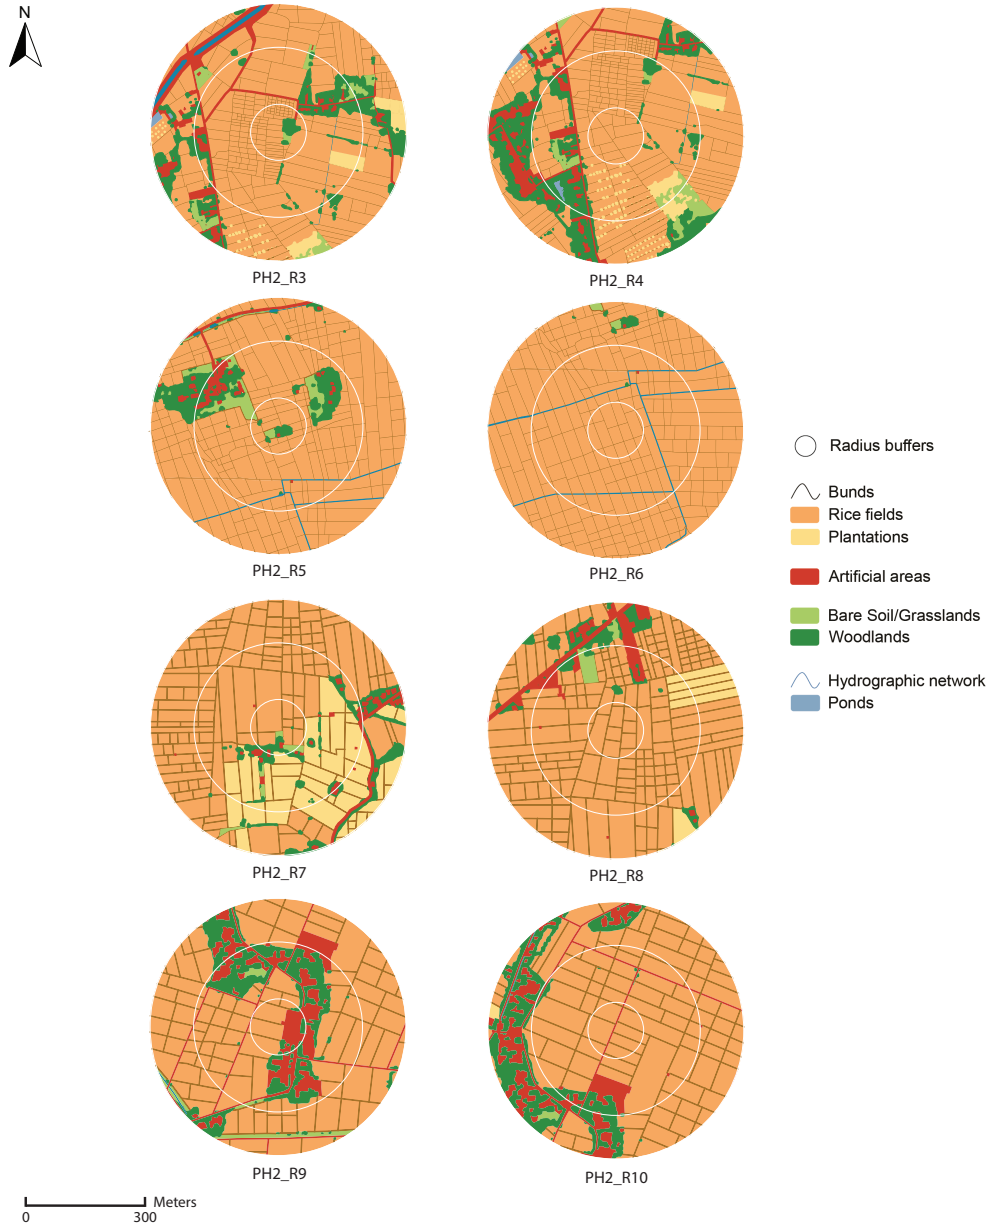 N
PH2_R3
PH2_R4
PH2_R5
PH2_R6
Radius buffers
Bunds
Rice fields
Plantations
Artificial areas
Bare Soil/Grasslands
Woodlands
Hydrographic network
Ponds
PH2_R7
PH2_R8
PH2_R9
PH2_R10
Meters
0 300